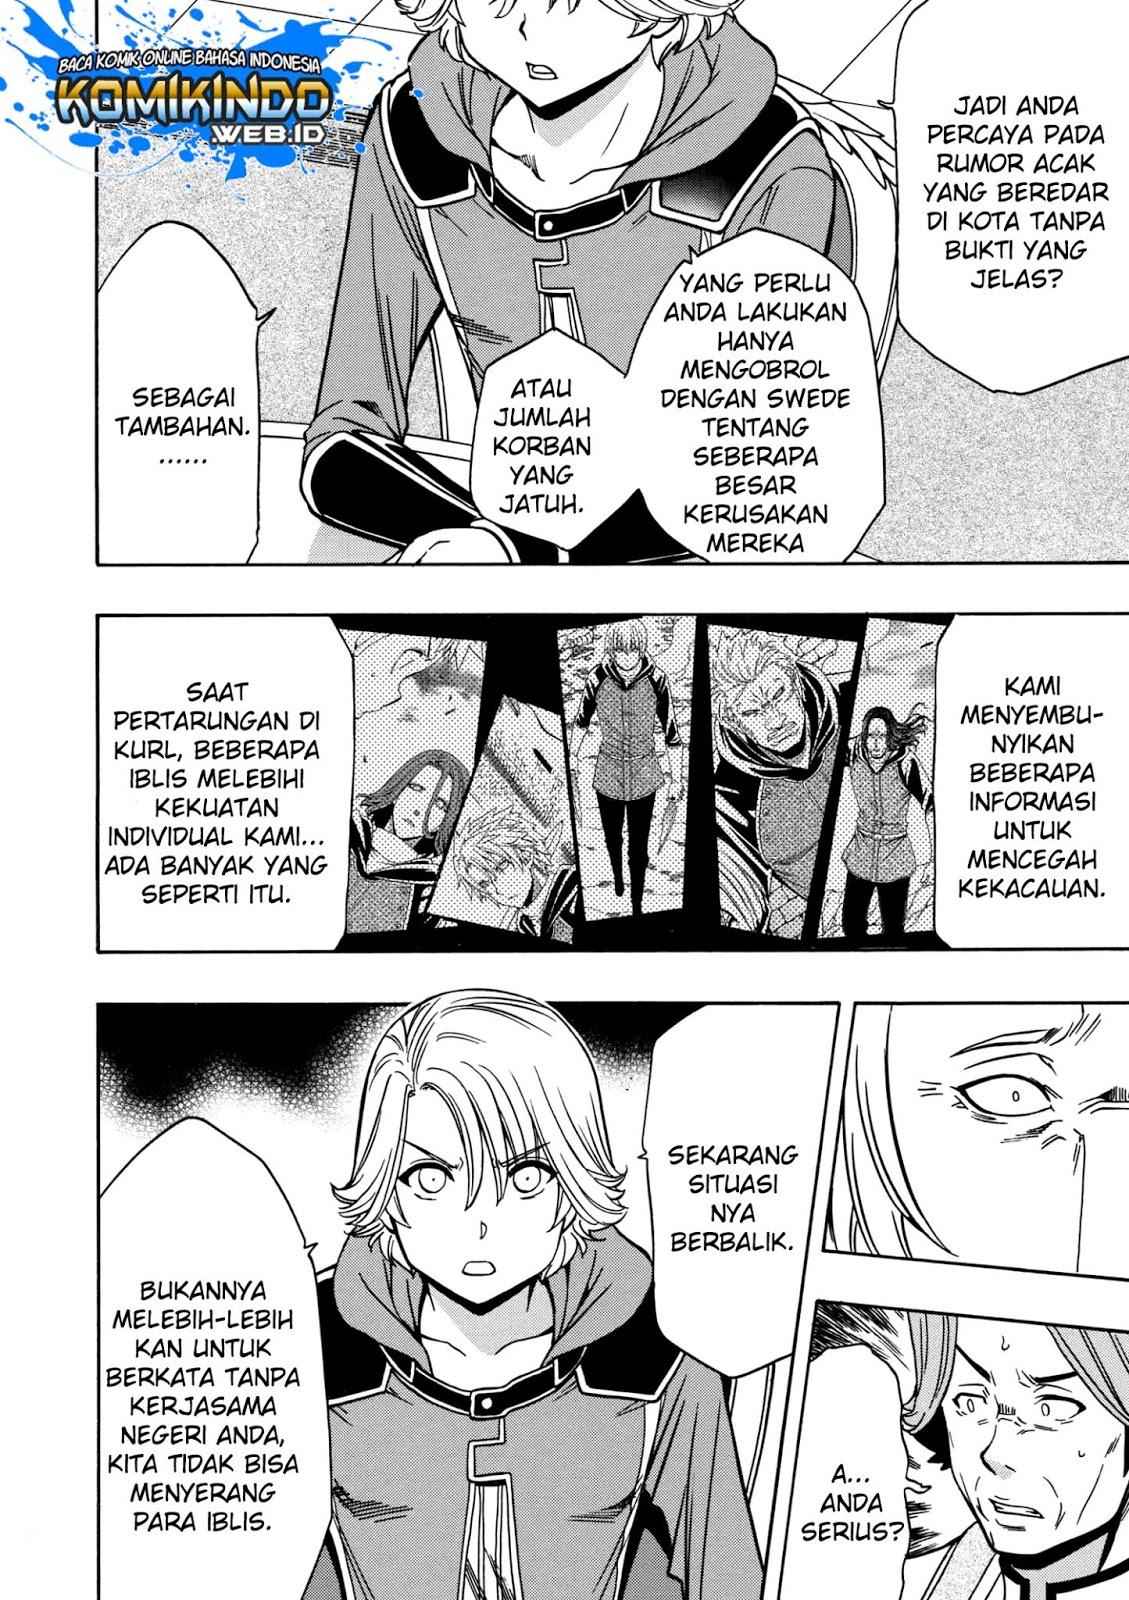 BACA KOMIK ONLINE BAHASA INDONESIA
KOMIKINDO
.WEB.ID
JADI ANDA
PERCAYA PADA
RUMOR ACAK
YANG BEREDAR
DI KOTA TANPA
BUKTI YANG
JELAS?
YANG PERLU
ANDA LAKUKAN
HANYA
MENGOBROL
DENGAN SWEDE
TENTANG
SEBERAPA
BESAR
KERUSAKAN
MEREKA
ATAU
JUMLAH
KORBAN
YANG
JATUH.
SEBAGAI
TAMBAHAN.
......
KAMI
MENYEMBU-
NYIKAN
BEBERAPA
INFORMASI
UNTUK
MENCEGAH
KEKACAUAN.
SAAT
PERTARUNGAN DI
KURL, BEBERAPA
IBLIS MELEBIHI
KEKUATAN
INDIVIDUAL KAMI...
ADA BANYAK YANG
SEPERTI ITU.
A...
ANDA
SERIUS?
SEKARANG
SITUASI
NYA
BERBALIK.
BUKANNYA
MELEBIH-LEBIH
KAN UNTUK
BERKATA TANPA
KERJASAMA
NEGERI ANDA,
KITA TIDAK BISA
MENYERANG
PARA IBLIS.